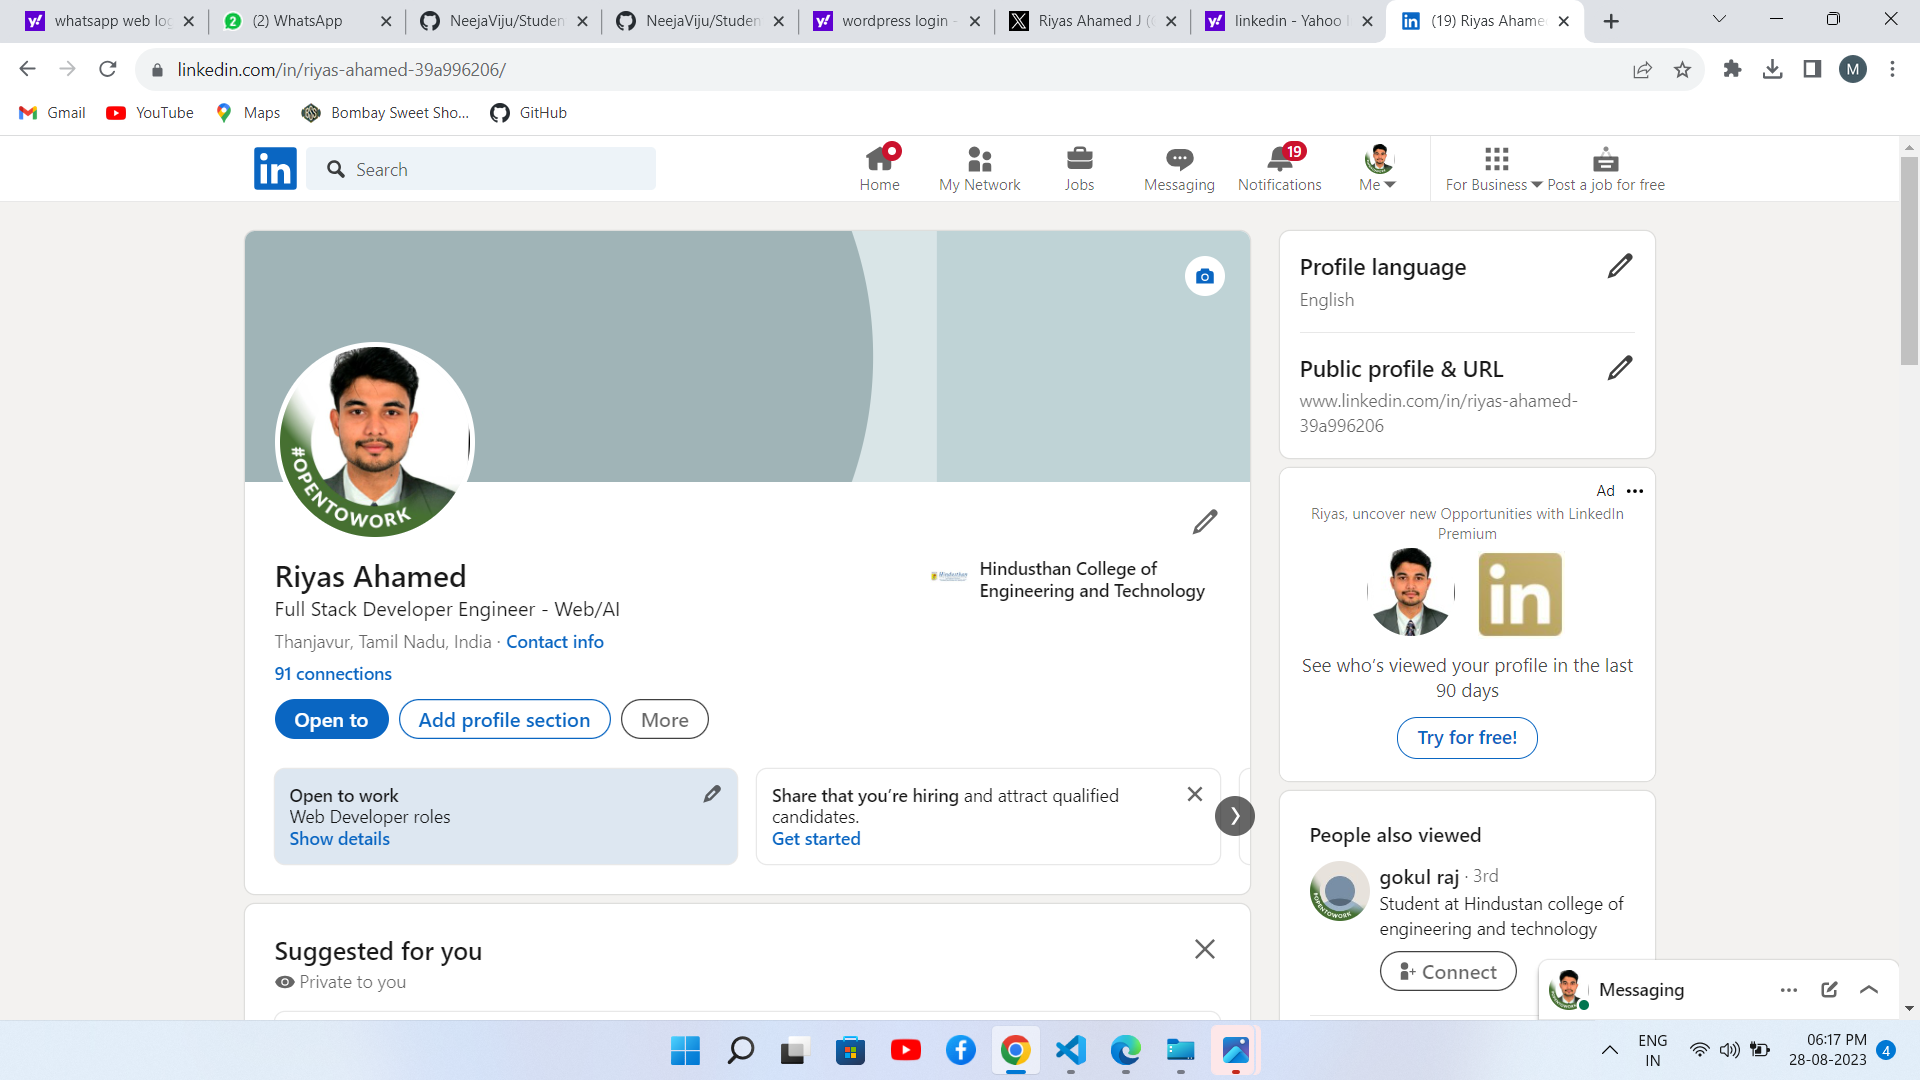 whatsapp web log
(2) WhatsApp
NeejaViju/Studen
NeejaViju/Studen
wordpress login -
Riyas Ahamed J (
linkedin - Yahoo
(19) Riyas Ahame
linkedin.com/in/riyas-ahamed-39a996206/
M
Gmail
YouTube
Maps
Bombay Sweet Sho...
GitHub
in
Search
Home
My Network
Jobs
Messaging
19
Notifications
Me
For Business
Post a job for free
#OPENTOWORK
Riyas Ahamed
Full Stack Developer Engineer - Web/AI
Thanjavur, Tamil Nadu, India · Contact info
91 connections
Open to
Add profile section
More
Hindusthan College of
Engineering and Technology
Open to work
Web Developer roles
Show details
Share that you're hiring and attract qualified
candidates.
Get started
Suggested for you
Private to you
Profile language
English
Public profile & URL
www.linkedin.com/in/riyas-ahamed-
39a996206
Ad
Riyas, uncover new Opportunities with LinkedIn
Premium
in
See who's viewed your profile in the last
90 days
Try for free!
People also viewed
#OPENTOWORK
gokul raj · 3rd
Student at Hindustan college of
engineering and technology
Connect
Messaging
ENG
IN
06:17 PM
28-08-2023
4